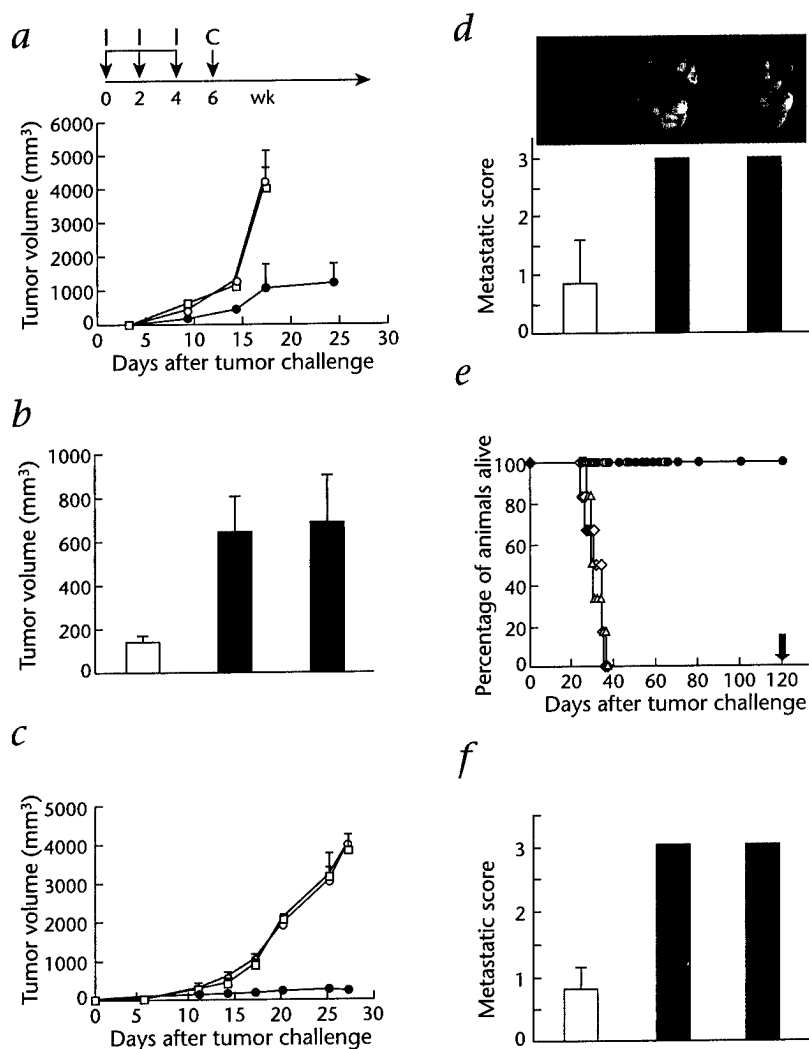 a
I I I C
0 2 4 6 wk
Tumor volume (mm³)
6000
5000
4000
3000
2000
1000
0
0 5 10 15 20 25 30
Days after tumor challenge
b
Tumor volume (mm³)
1000
800
600
400
200
0
c
Tumor volume (mm³)
5000
4000
3000
2000
1000
0
0 5 10 15 20 25 30
Days after tumor challenge
d
Metastatic score
3
2
1
0
e
Percentage of animals alive
100
80
60
40
20
0
0 20 40 60 80 100 120
Days after tumor challenge
f
Metastatic score
3
2
1
0